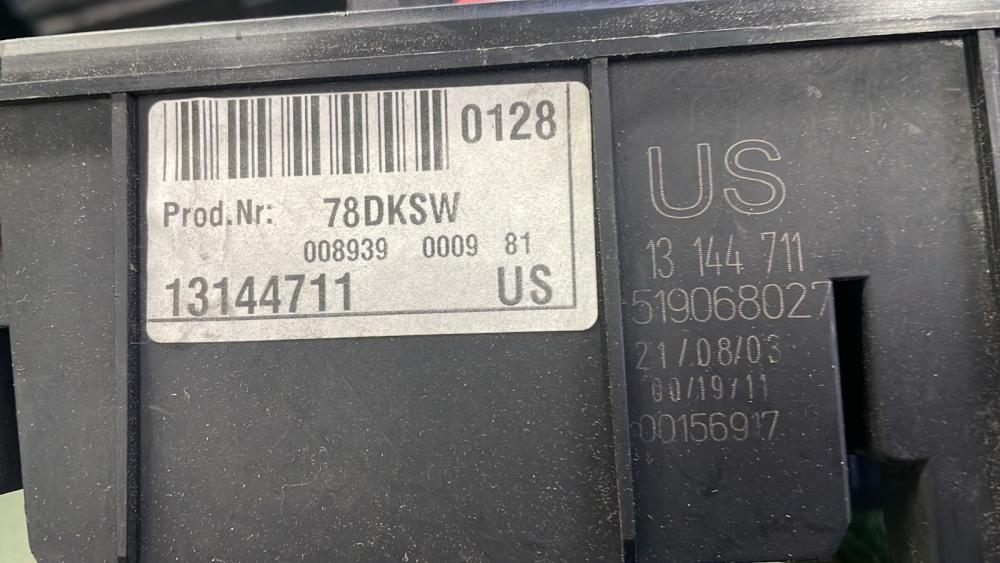 0128
Prod.Nr: 78DKSW
008939 0009 81
13144711 US
US
13 144 711
519068027
21/08/03
00/19/11
00156917